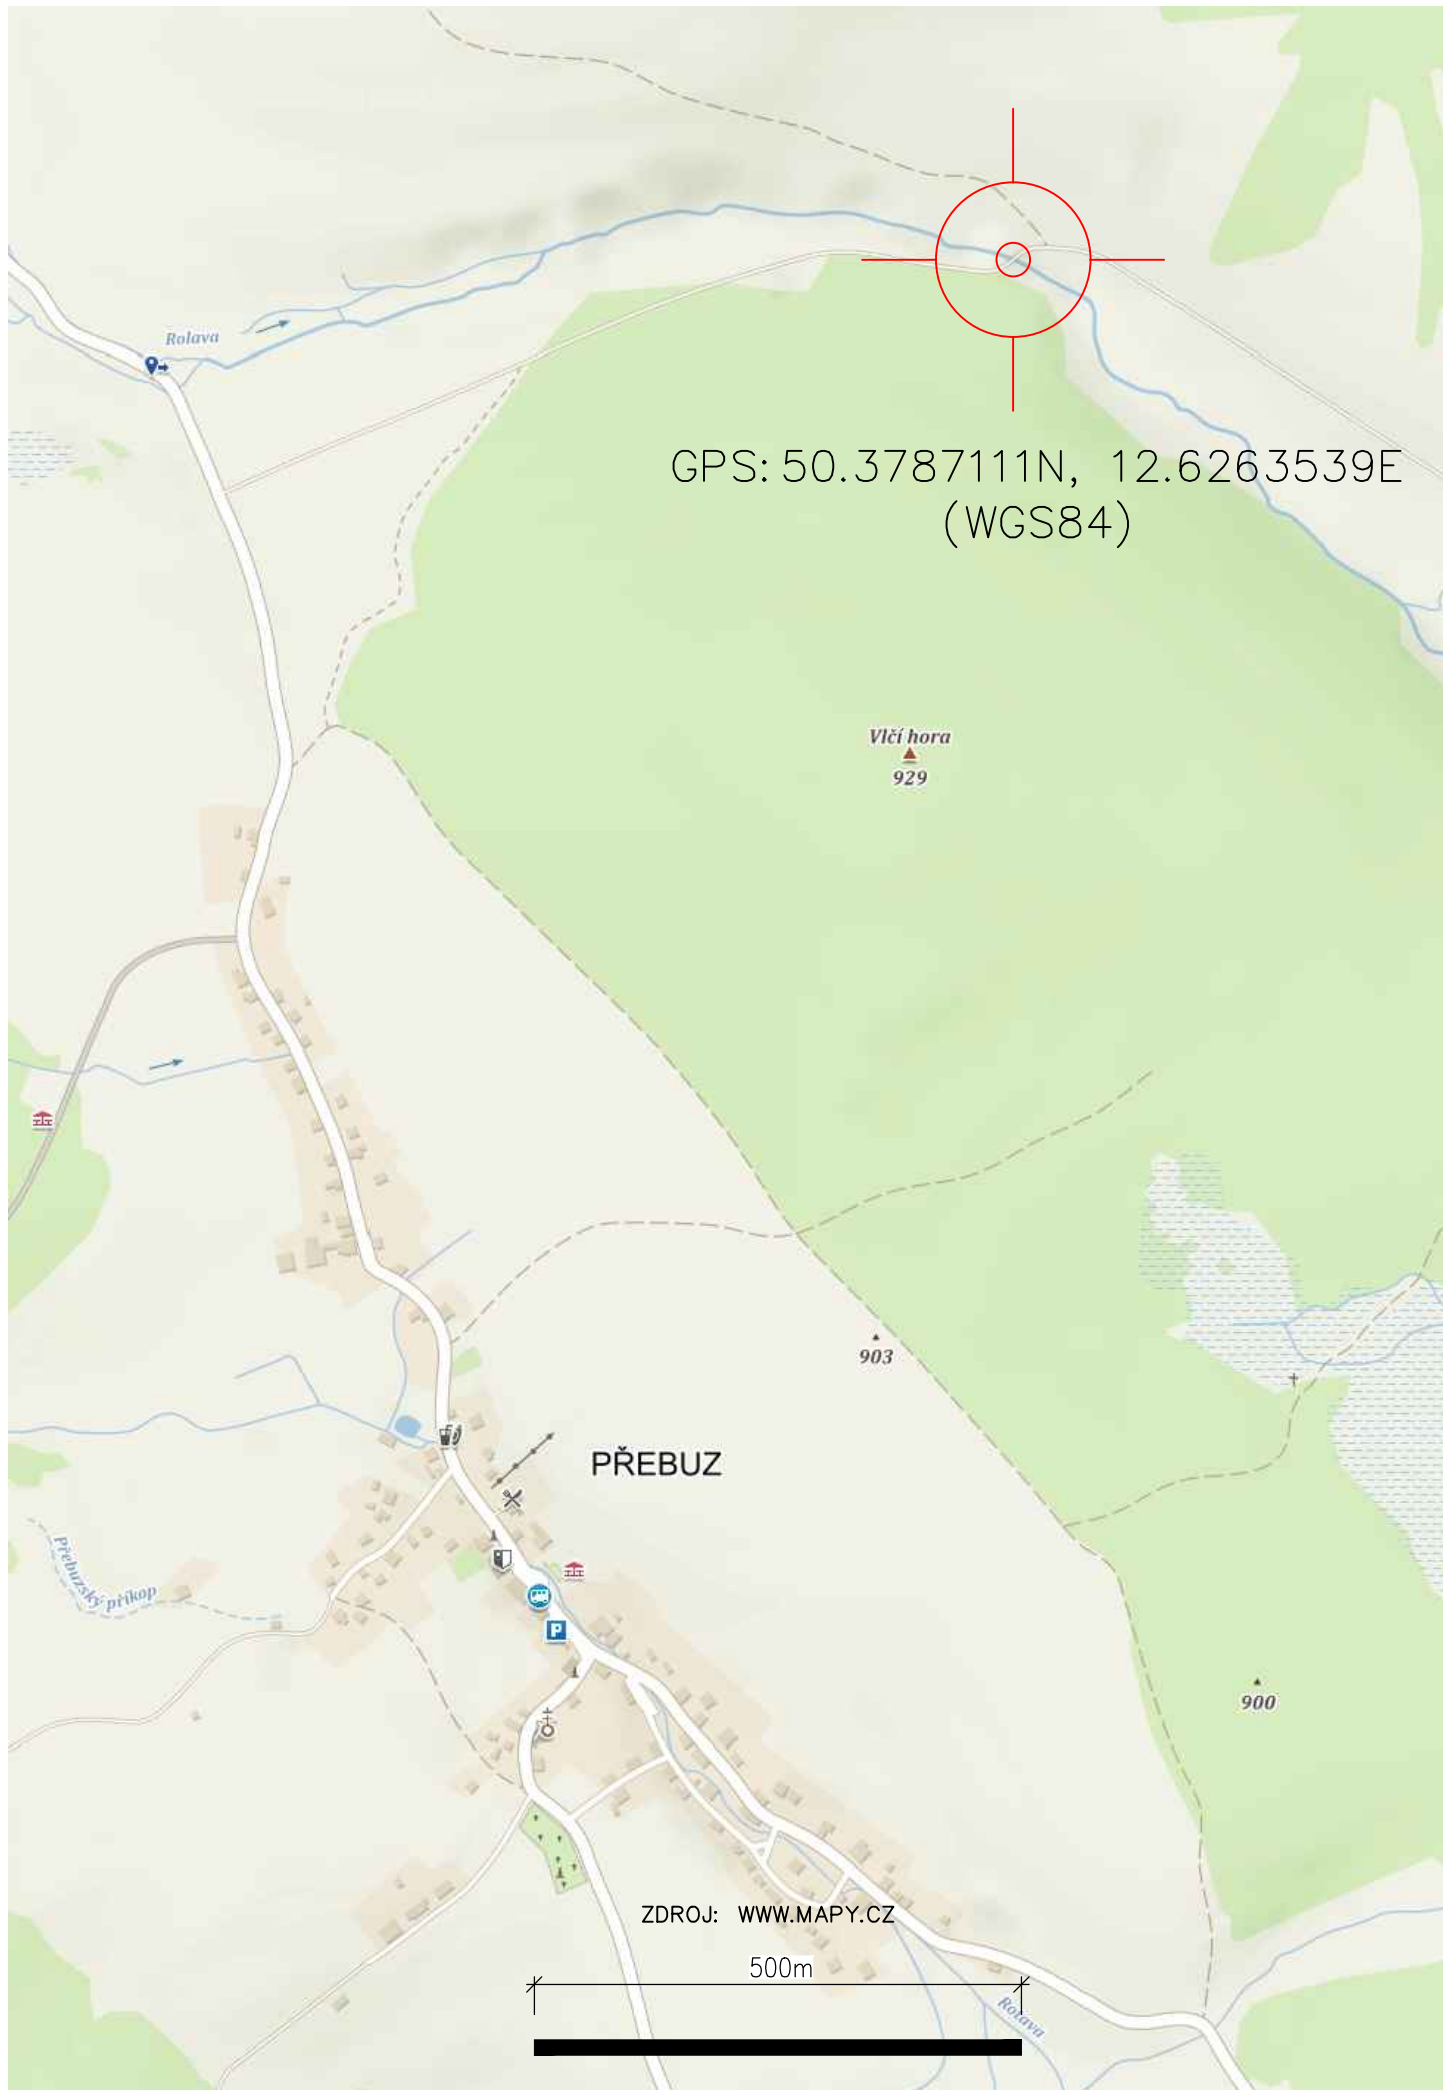 Rolava
GPS: 50.3787111N, 12.6263539E
(WGS84)
Vlčí hora
929
903
PŘEBUZ
Přebuzský příkop
P
900
ZDROJ: WWW.MAPY.CZ
500m
Rotava